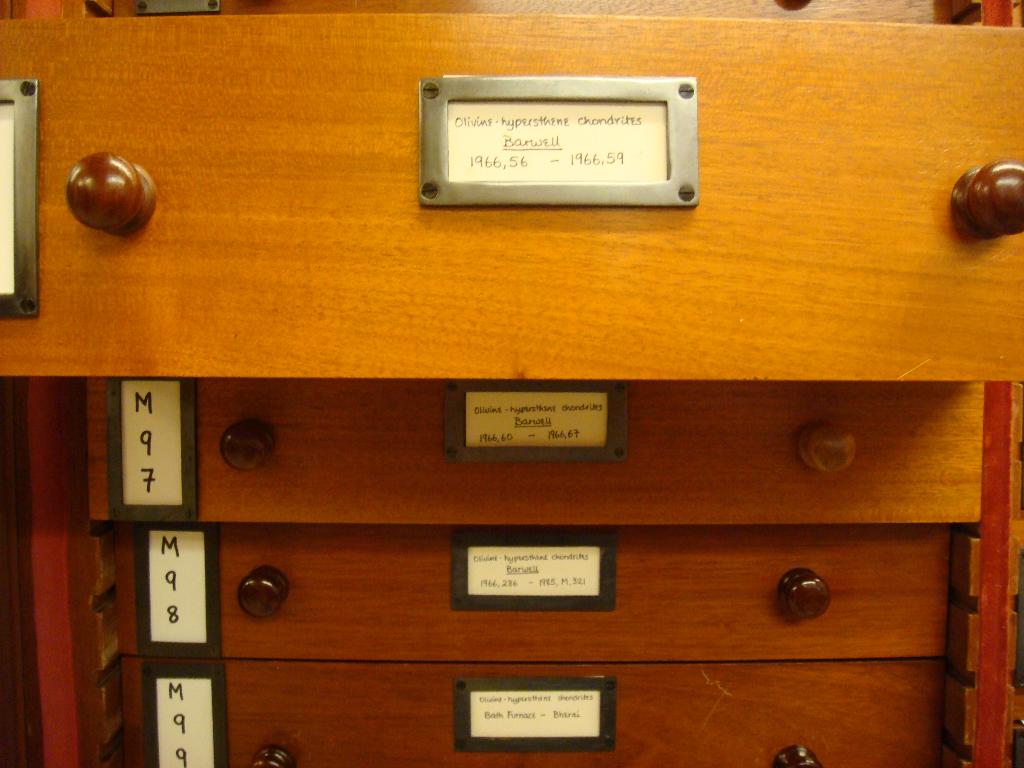 Olivine-hypersthene chondrites
Barwell
1966,56 - 1966,59
M
9
7
Olivine-hypersthene chondrites
Barwell
1966,60 - 1966,67
M
9
8
Olivine-hypersthene chondrites
Barwell
1966,286 - 1985, M.321
M
9
9
Olivine-hypersthene chondrites
Bath Furnace - Bherai